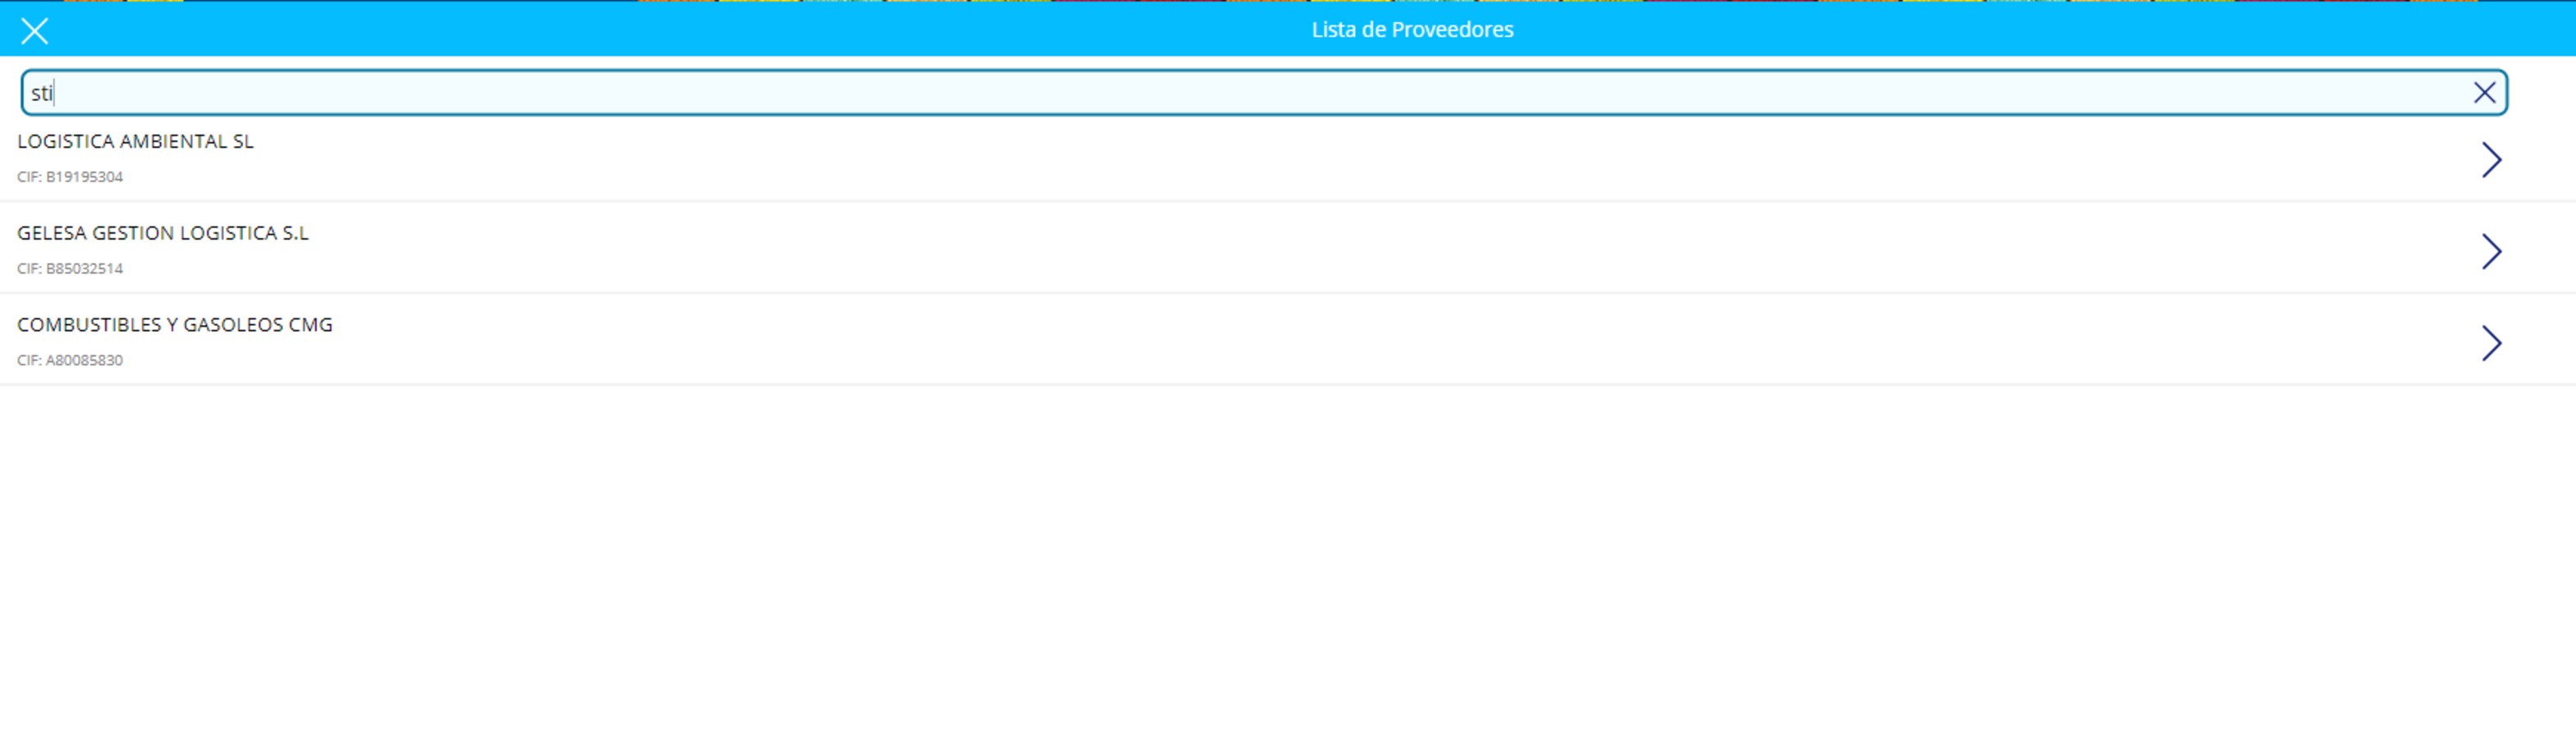 Lista de Proveedores
sti
LOGISTICA AMBIENTAL SL
CIF: B19195304
GELESA GESTION LOGISTICA S.L
CIF: B85032514
COMBUSTIBLES Y GASOLEOS CMG
CIF: A80085830